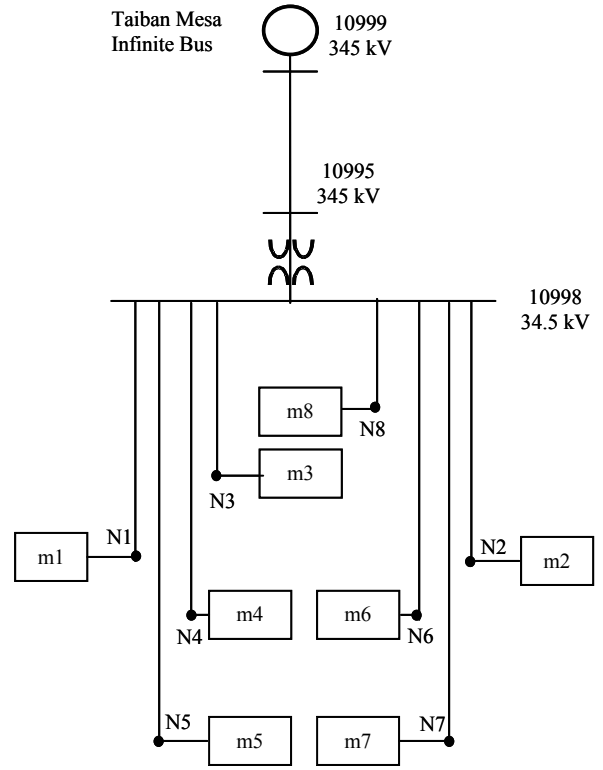 Taiban Mesa
Infinite Bus
10999
345 kV
10995
345 kV
10998
34.5 kV
m8
N8
m3
N3
N1
m1
N2
m2
m4
N4
m6
N6
N5
m5
m7
N7